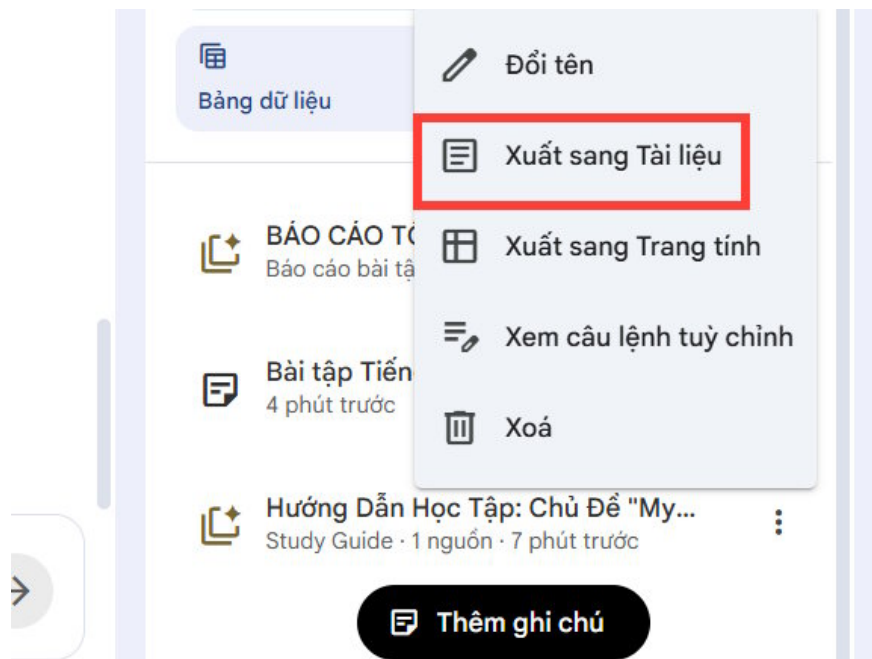 Bảng dữ liệu
Đổi tên
Xuất sang Tài liệu
Xuất sang Trang tính
Xem câu lệnh tuỳ chỉnh
Xoá
BÁO CÁO
Báo cáo bài
Bài tập
4 phút trước
Hướng Dẫn Học Tập: Chủ Đề "My...
Study Guide · 1 nguồn · 7 phút trước
Thêm ghi chú